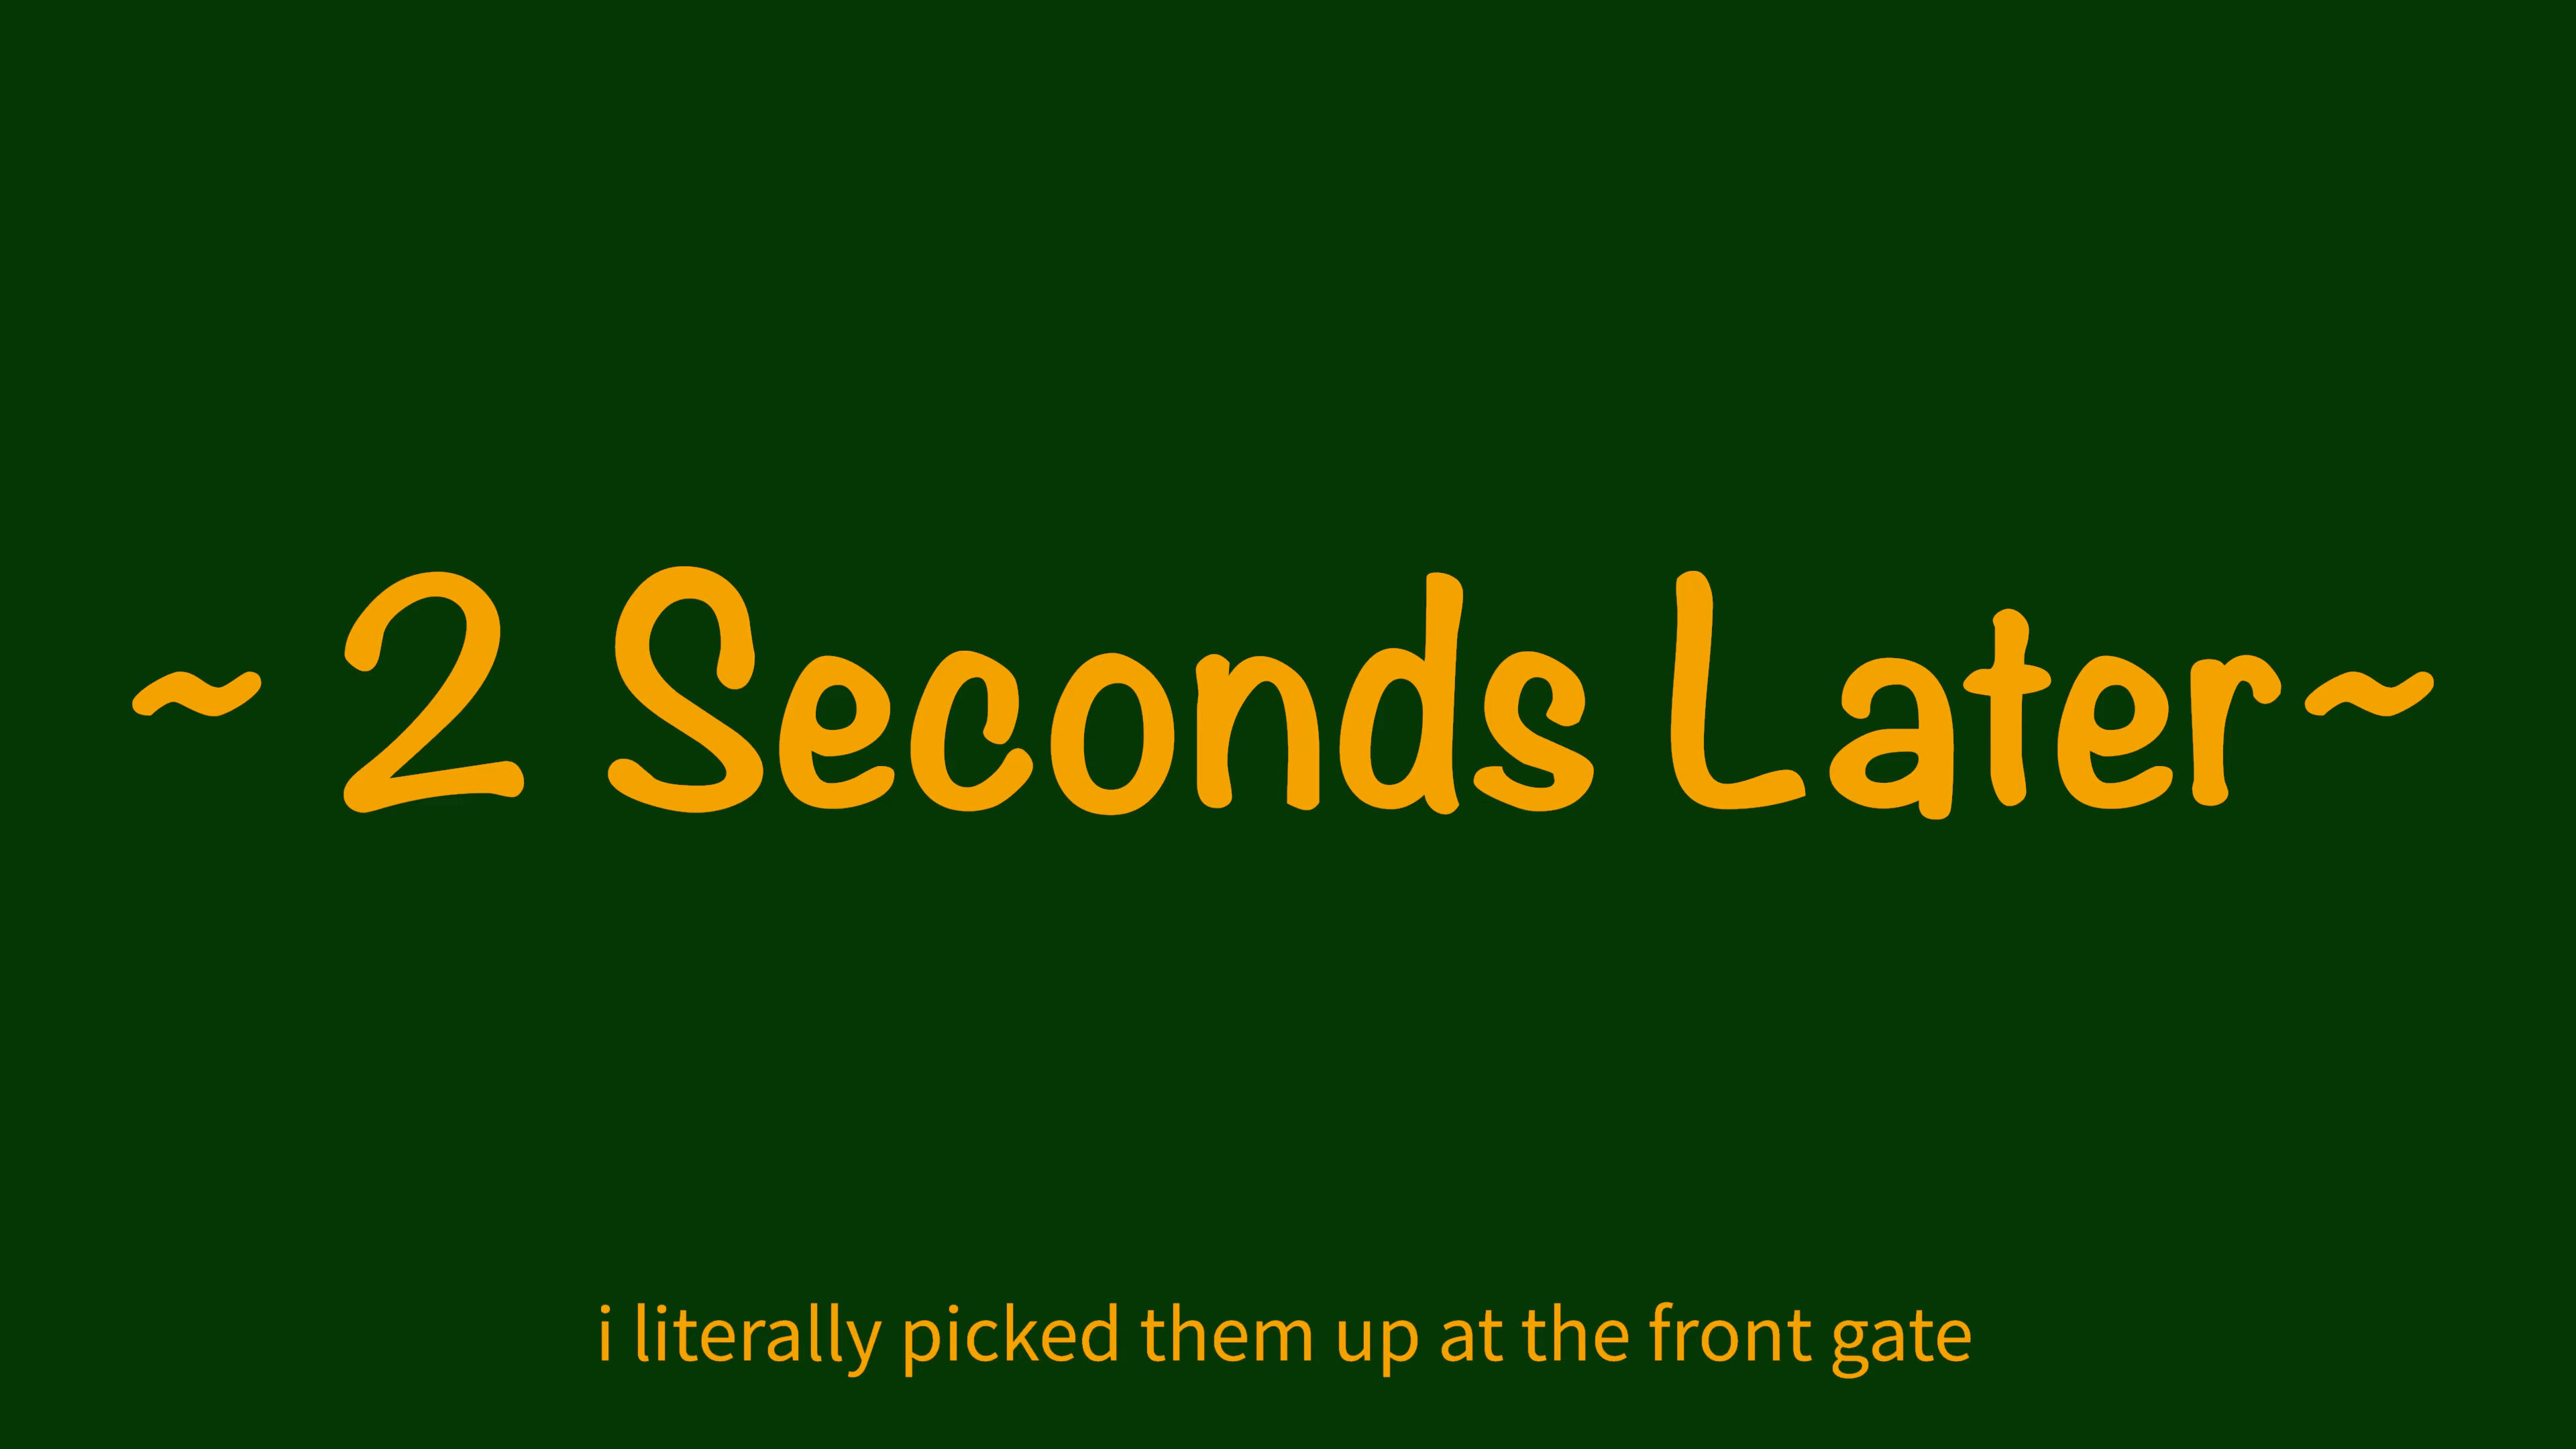 ~ 2 Seconds Later~
i literally picked them up at the front gate